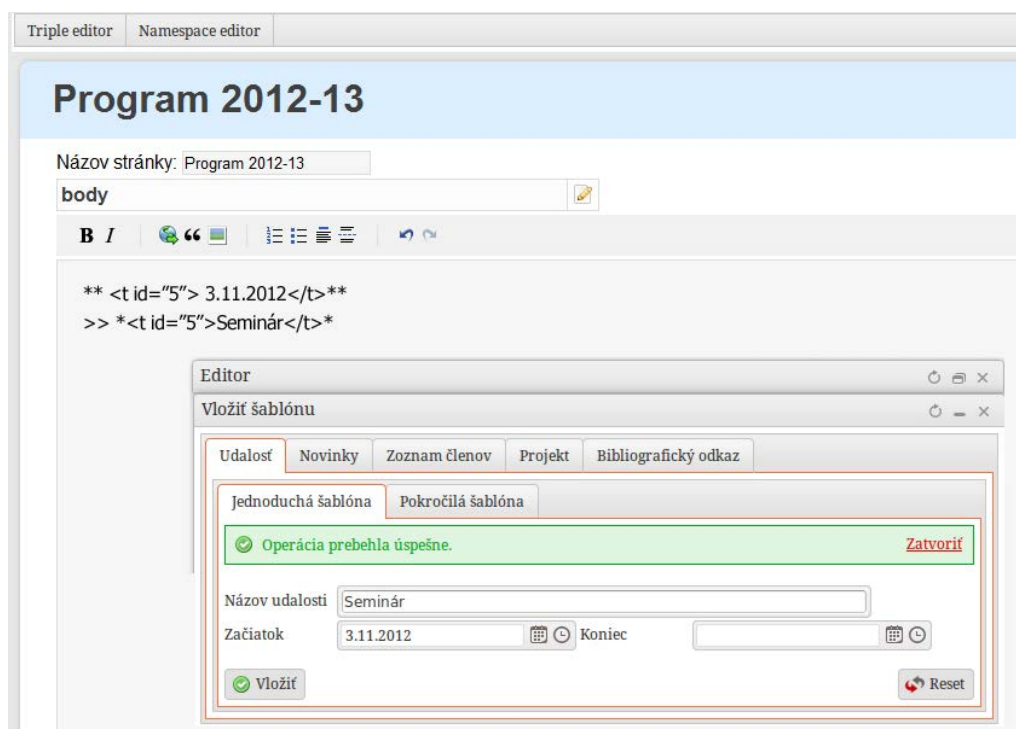 Triple editor Namespace editor
Program 2012-13
Názov stránky: Program 2012-13
body
B I
** <t id="5"> 3.11.2012</t>**
>> *<t id="5">Seminár</t>*
Editor
Vložiť šablónu
Udalosť Novinky Zoznam členov Projekt Bibliografický odkaz
Jednoduchá šablóna Pokročilá šablóna
Operácia prebehla úspešne. Zatvoriť
Názov udalosti Seminár
Začiatok 3.11.2012 Koniec
Vložiť Reset